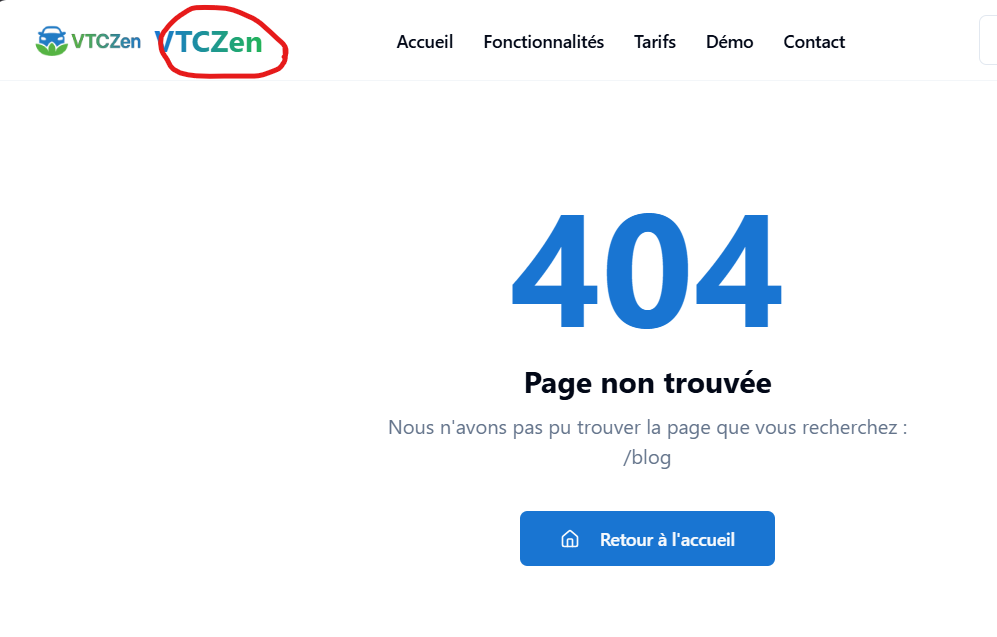 VTCZen VTCZen Accueil Fonctionnalités Tarifs Démo Contact
404
Page non trouvée
Nous n'avons pas pu trouver la page que vous recherchez :
/blog
Retour à l'accueil